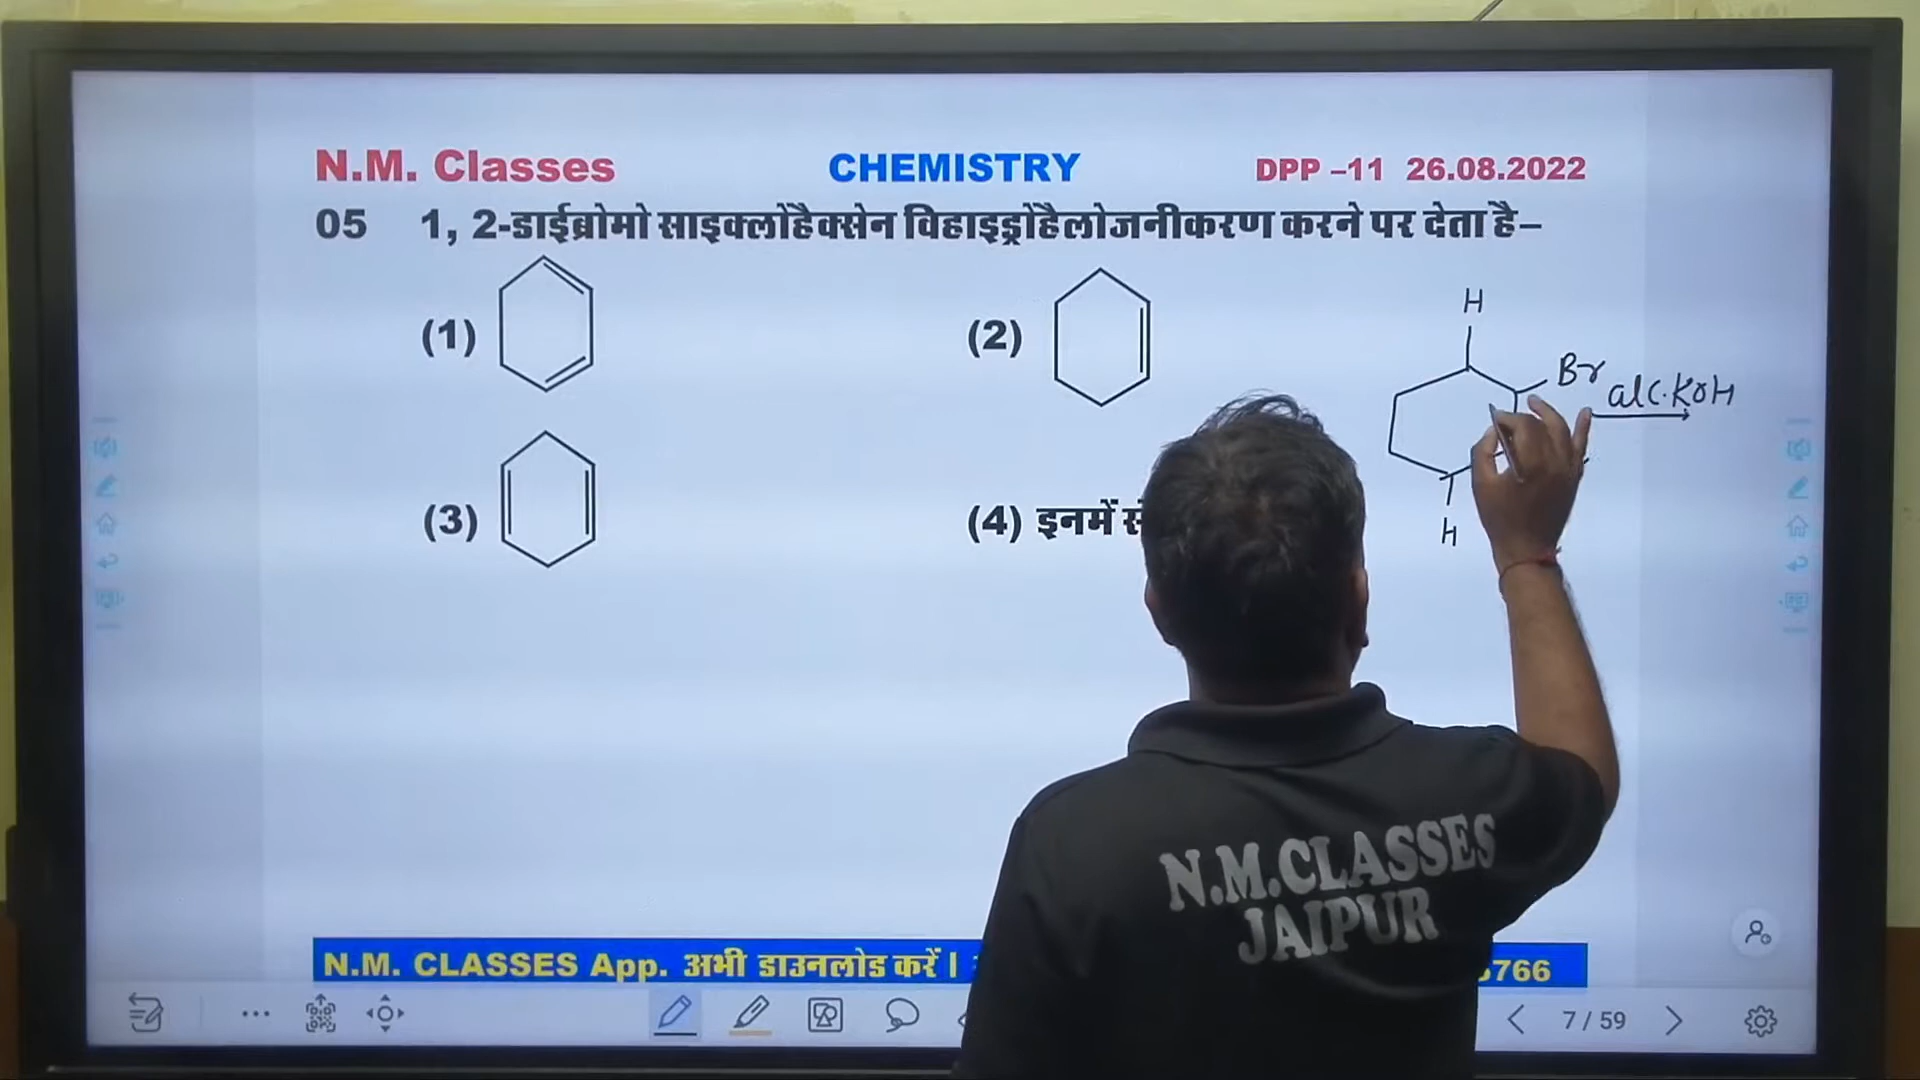 N.M. Classes CHEMISTRY DPP –11 26.08.2022
05 1, 2-डाईब्रोमो साइक्लोहैक्सेन विहाइड्रोहैलोजनीकरण करने पर देता है–
(1)
(2)
H
Br
alc.KOH
(3)
(4) इनमें
H
N.M.CLASSES
JAIPUR
N.M. CLASSES App. अभी डाउनलोड करें। 5766
7 / 59